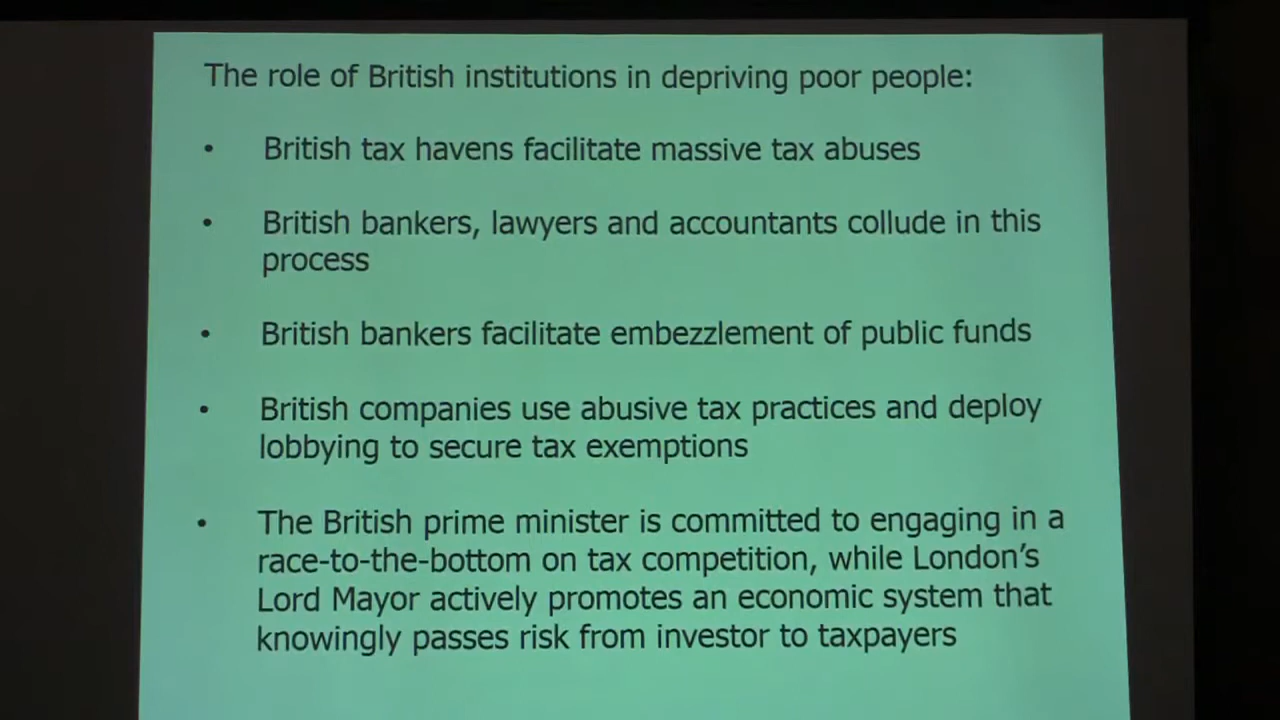 The role of British institutions in depriving poor people:
• British tax havens facilitate massive tax abuses
• British bankers, lawyers and accountants collude in this
process
• British bankers facilitate embezzlement of public funds
• British companies use abusive tax practices and deploy
lobbying to secure tax exemptions
• The British prime minister is committed to engaging in a
race-to-the-bottom on tax competition, while London’s
Lord Mayor actively promotes an economic system that
knowingly passes risk from investor to taxpayers